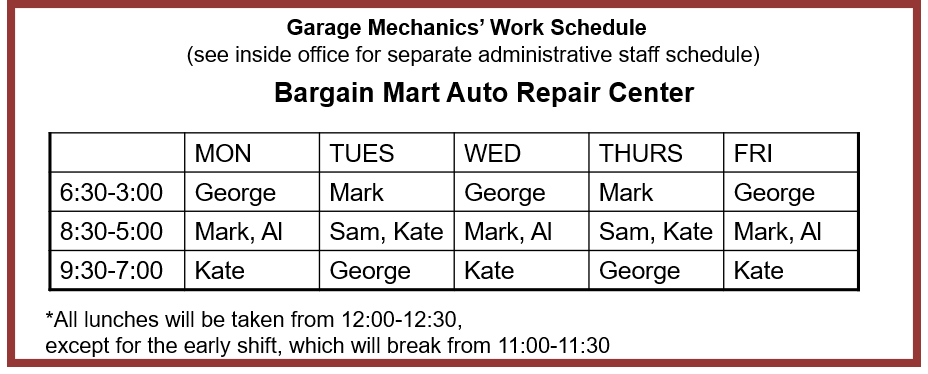 Garage Mechanics’ Work Schedule
(see inside office for separate administrative staff schedule)
Bargain Mart Auto Repair Center
MON TUES WED THURS FRI
6:30-3:00 George Mark George Mark George
8:30-5:00 Mark, Al Sam, Kate Mark, Al Sam, Kate Mark, Al
9:30-7:00 Kate George Kate George Kate
*All lunches will be taken from 12:00-12:30,
except for the early shift, which will break from 11:00-11:30